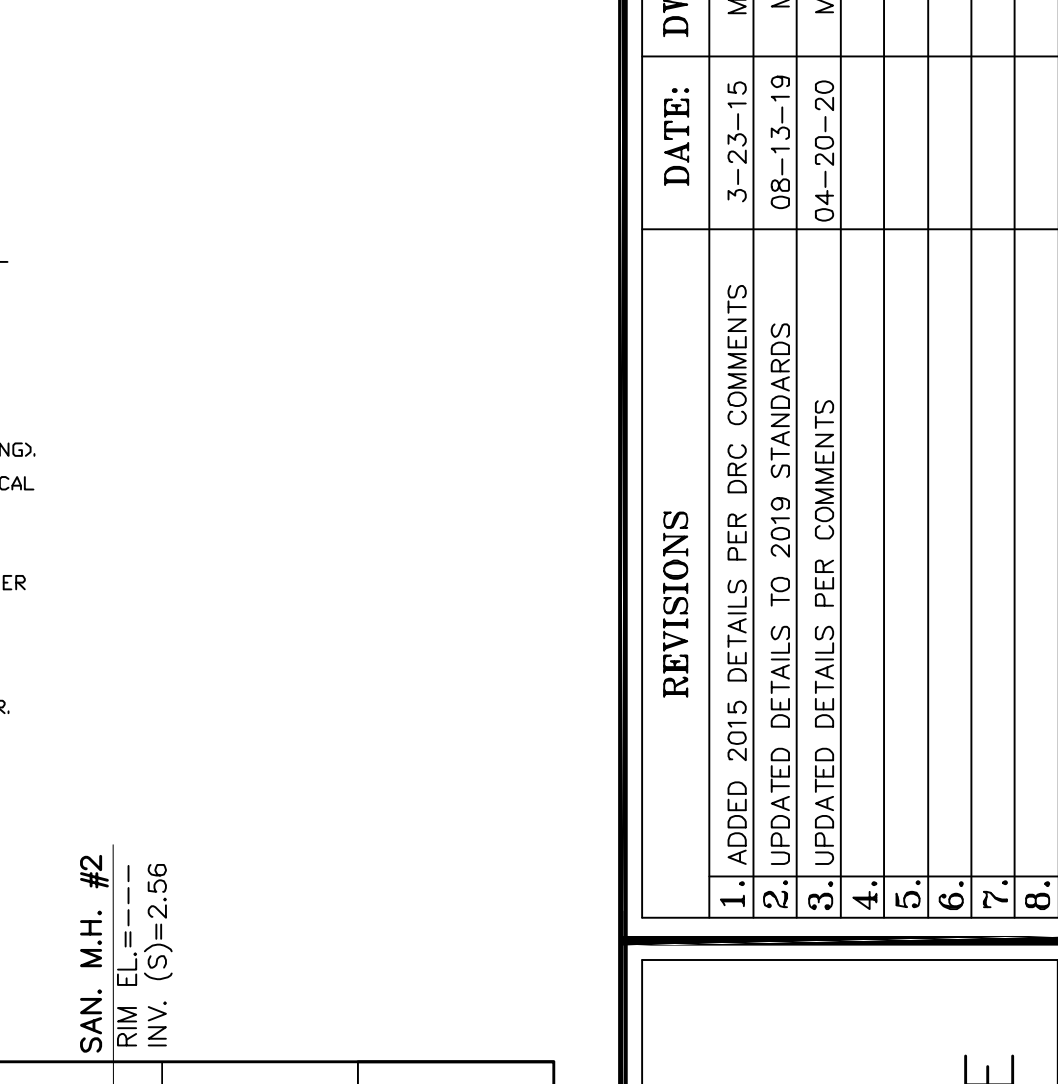 NG).
CAL
ER
R.
SAN. M.H. #2
RIM EL.=---
INV. (S)=2.56
REVISIONS DATE:
1. ADDED 2015 DETAILS PER DRC COMMENTS 3-23-15
2. UPDATED DETAILS TO 2019 STANDARDS 08-13-19
3. UPDATED DETAILS PER COMMENTS 04-20-20
4.
5.
6.
7.
8.